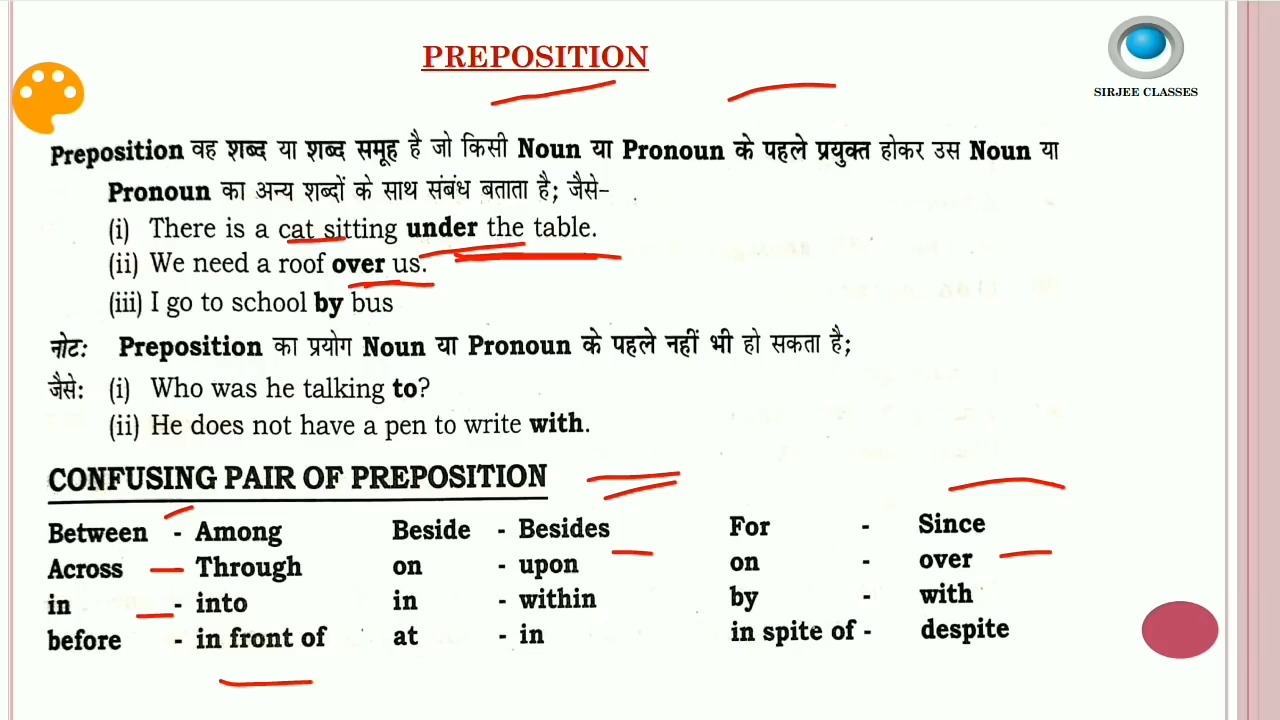 PREPOSITION
SIRJEE CLASSES
Preposition वह शब्द या शब्द समूह है जो किसी Noun या Pronoun के पहले प्रयुक्त होकर उस Noun या
Pronoun का अन्य शब्दों के साथ संबंध बताता है; जैसे-
(i) There is a cat sitting under the table.
(ii) We need a roof over us.
(iii) I go to school by bus
नोटः Preposition का प्रयोग Noun या Pronoun के पहले नहीं भी हो सकता है;
जैसे: (i) Who was he talking to?
(ii) He does not have a pen to write with.
CONFUSING PAIR OF PREPOSITION
Between - Among Beside - Besides For - Since
Across - Through on - upon on - over
in - into in - within by - with
before - in front of at - in in spite of - despite